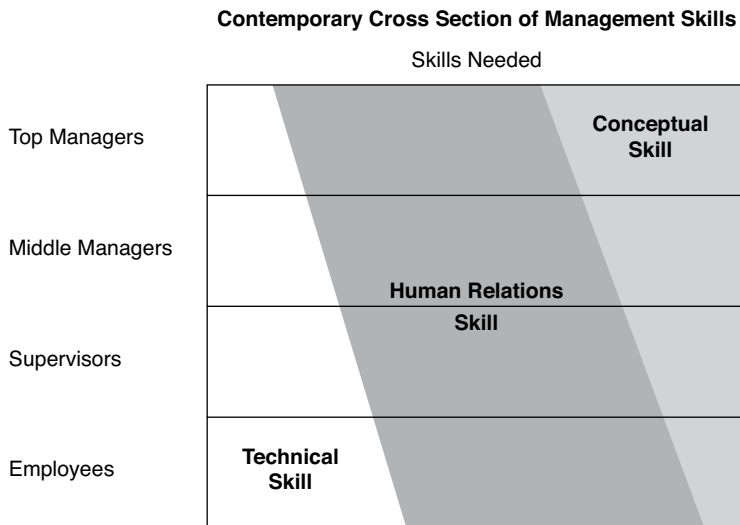 Contemporary Cross Section of Management Skills
Skills Needed
Top Managers
Conceptual
Skill
Middle Managers
Human Relations
Skill
Supervisors
Employees
Technical
Skill